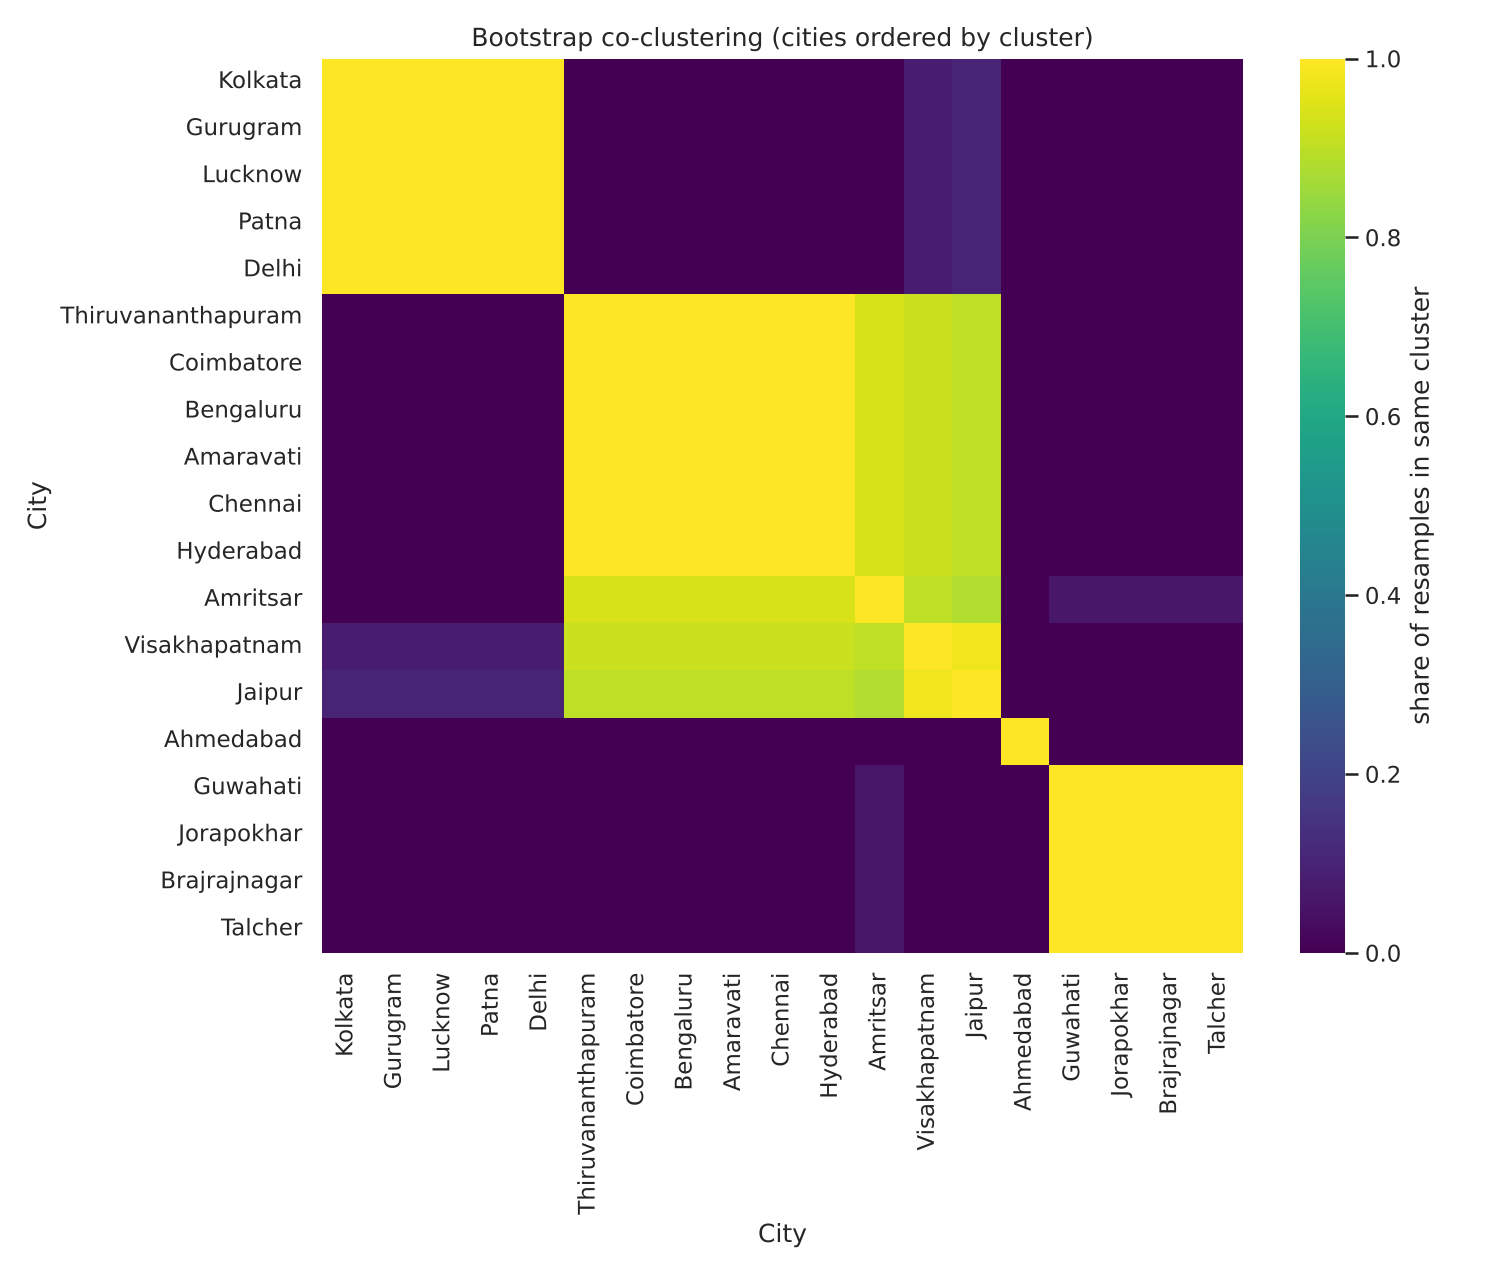 Bootstrap co-clustering (cities ordered by cluster)
Kolkata
Gurugram
Lucknow
Patna
Delhi
Thiruvananthapuram
Coimbatore
Bengaluru
Amaravati
Chennai
Hyderabad
Amritsar
Visakhapatnam
Jaipur
Ahmedabad
Guwahati
Jorapokhar
Brajrajnagar
Talcher
City
Kolkata
Gurugram
Lucknow
Patna
Delhi
Thiruvananthapuram
Coimbatore
Bengaluru
Amaravati
Chennai
Hyderabad
Amritsar
Visakhapatnam
Jaipur
Ahmedabad
Guwahati
Jorapokhar
Brajrajnagar
Talcher
City
1.0
0.8
0.6
0.4
0.2
0.0
share of resamples in same cluster